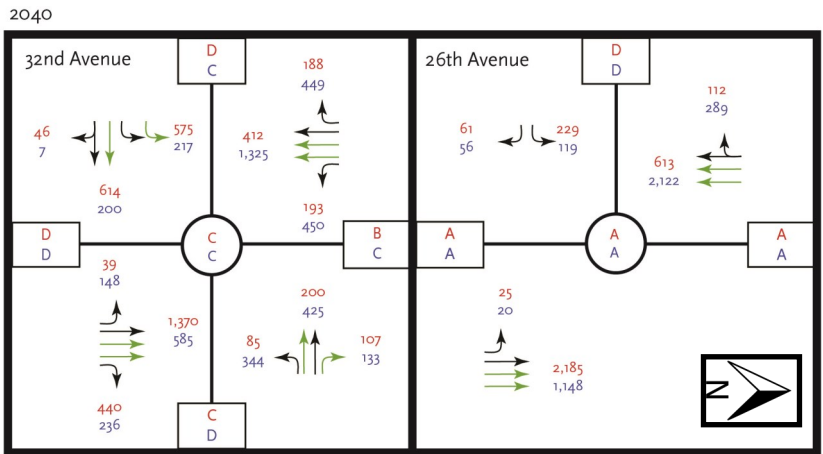 2040
32nd Avenue
D
C
188
449
46
7
575
217
412
1,325
614
200
193
450
D
D
C
C
B
C
39
148
1,370
585
440
236
200
425
85
344
107
133
C
D
26th Avenue
D
D
112
289
61
56
229
119
613
2,122
A
A
A
A
A
A
25
20
2,185
1,148
N